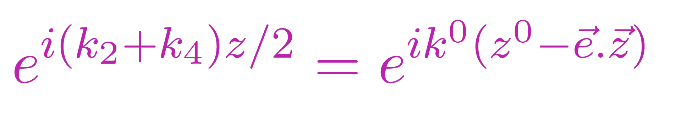 e^{i(k_2+k_4)z/2} = e^{ik^0(z^0-\vec{e}.\vec{z})}